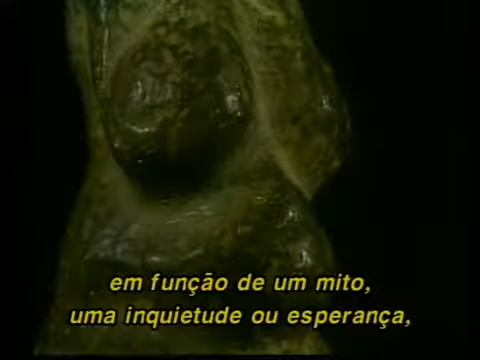 em função de um mito,
uma inquietude ou esperança,